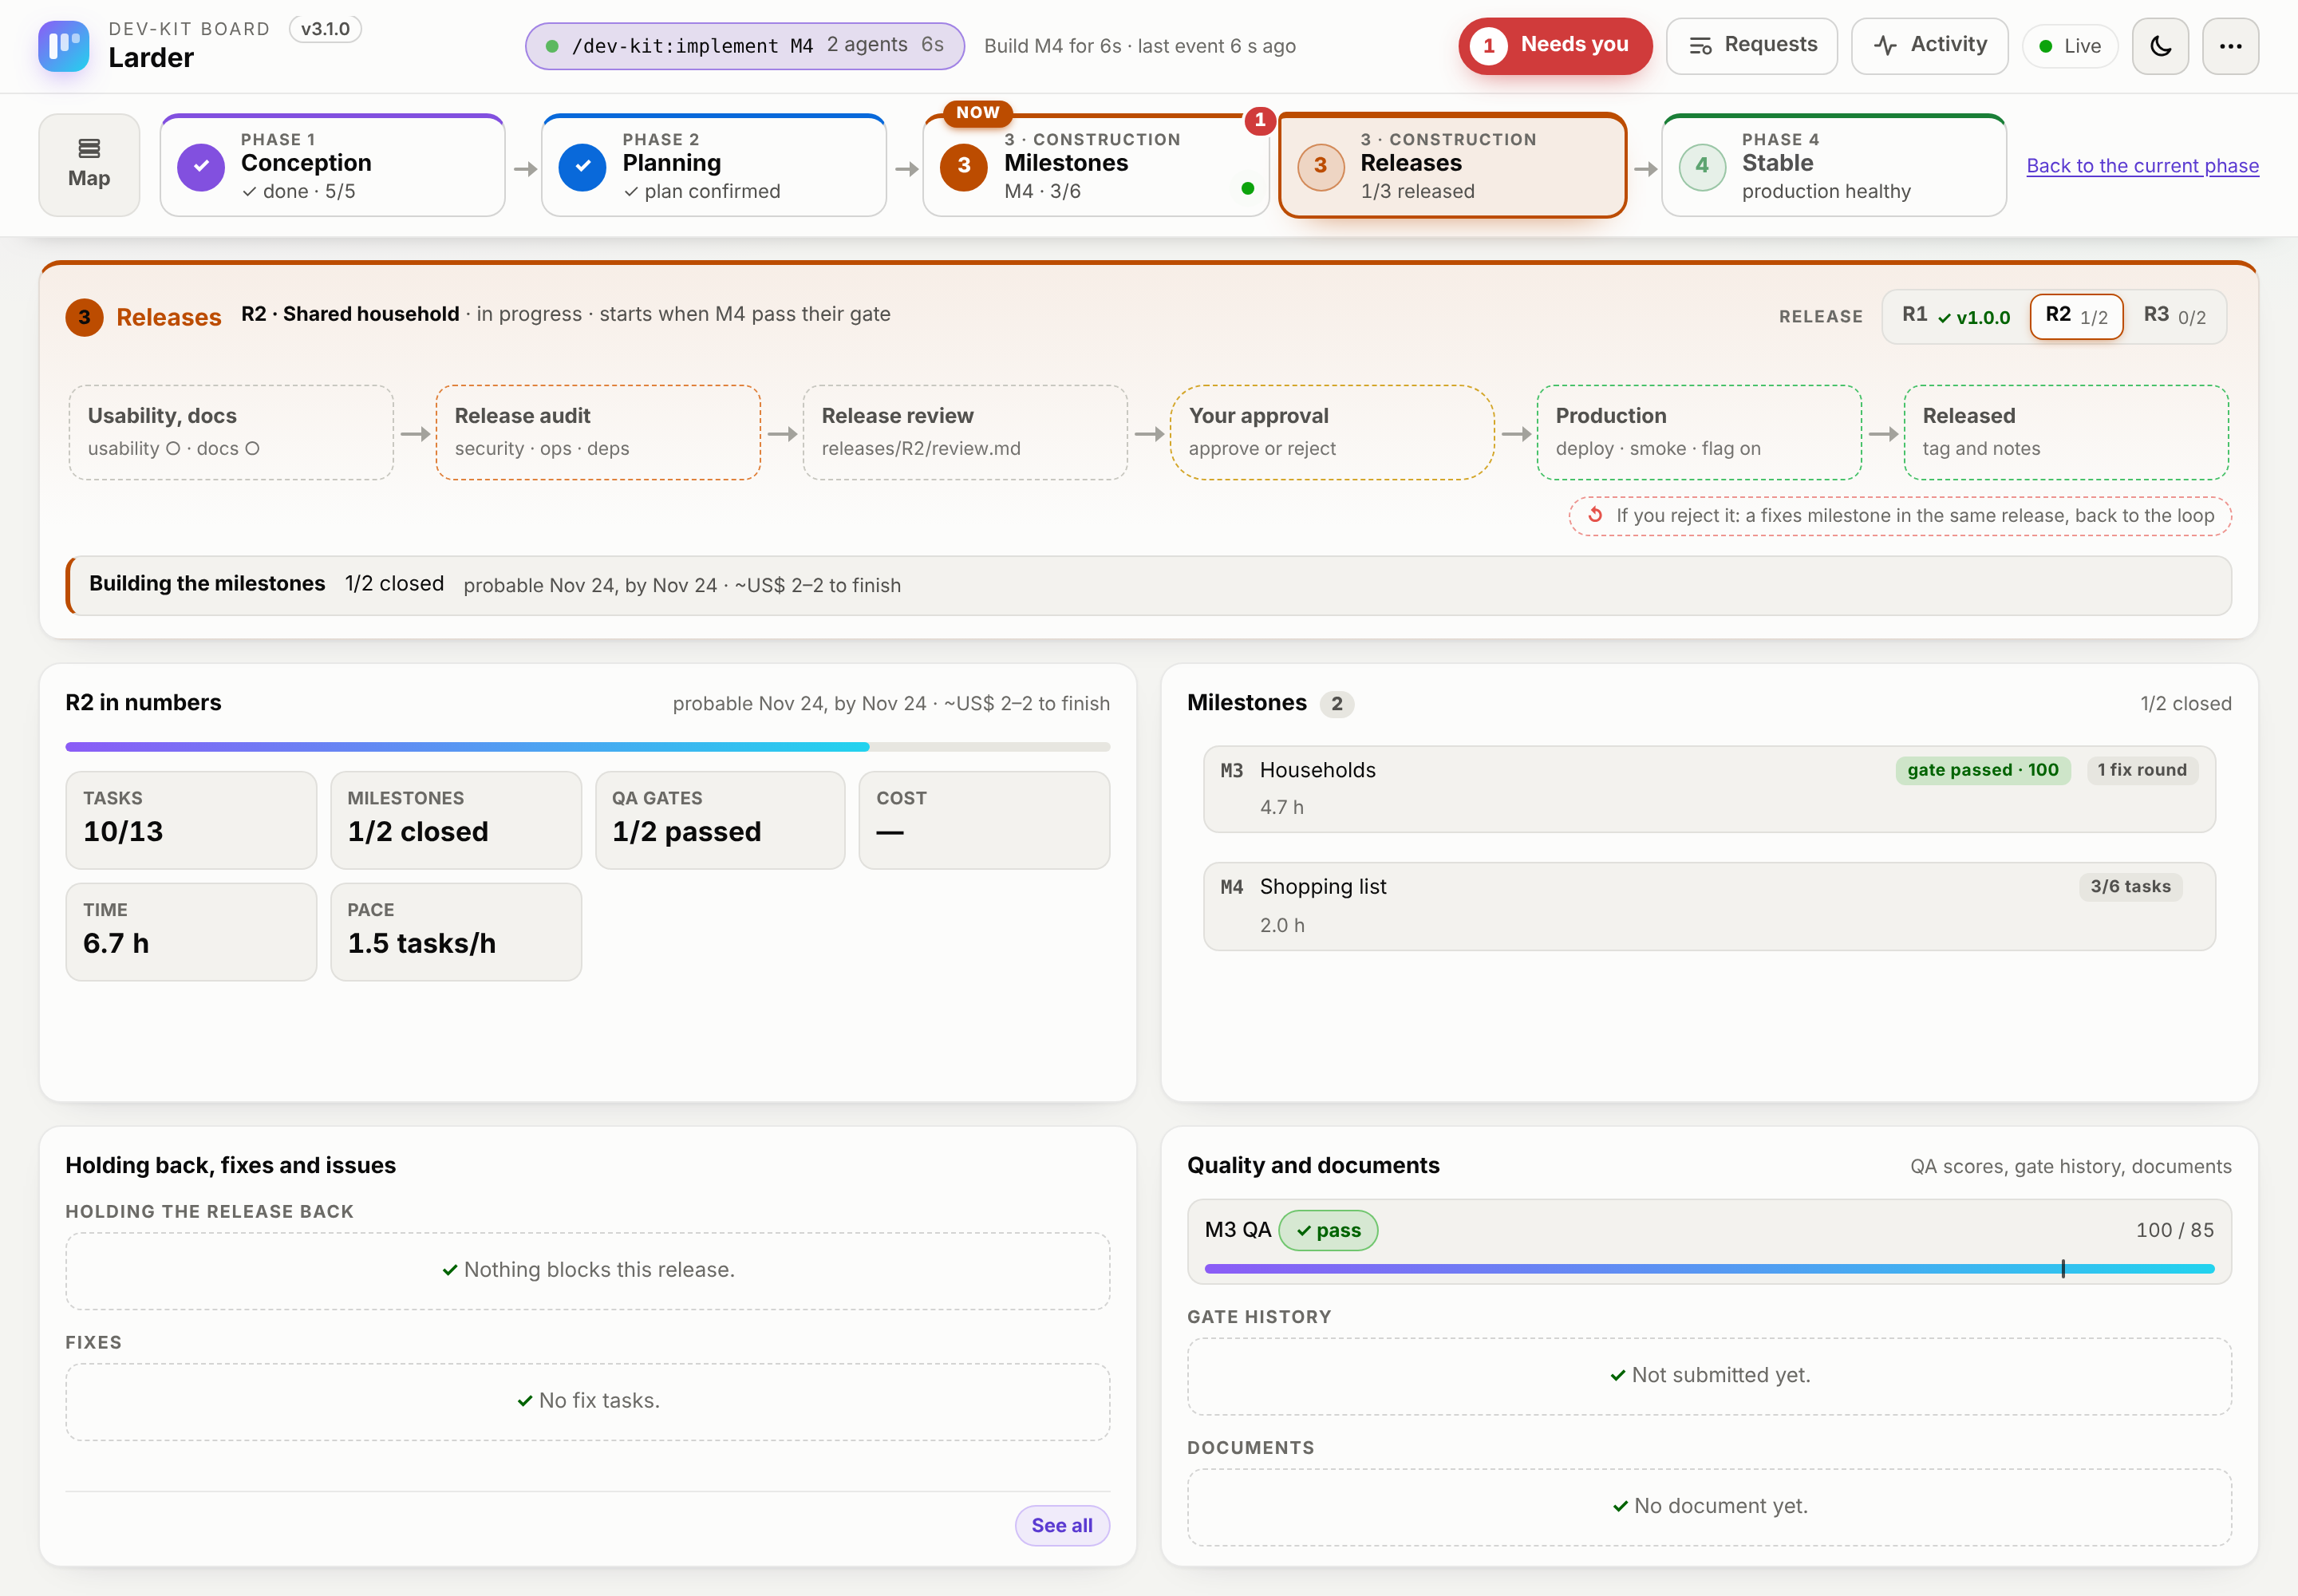 DEV-KIT BOARD v3.1.0
Larder
/dev-kit:implement M4 2 agents 6s
Build M4 for 6s · last event 6 s ago
1 Needs you
Requests
Activity
Live
Map
PHASE 1
Conception
✓ done · 5/5
PHASE 2
Planning
✓ plan confirmed
NOW
1
3
3 · CONSTRUCTION
Milestones
M4 · 3/6
3
3 · CONSTRUCTION
Releases
1/3 released
4
PHASE 4
Stable
production healthy
Back to the current phase
3 Releases R2 · Shared household · in progress · starts when M4 pass their gate
RELEASE R1 ✓ v1.0.0 R2 1/2 R3 0/2
Usability, docs
usability O · docs O
Release audit
security · ops · deps
Release review
releases/R2/review.md
Your approval
approve or reject
Production
deploy · smoke · flag on
Released
tag and notes
If you reject it: a fixes milestone in the same release, back to the loop
Building the milestones 1/2 closed probable Nov 24, by Nov 24 · ~US$ 2–2 to finish
R2 in numbers
probable Nov 24, by Nov 24 · ~US$ 2–2 to finish
TASKS
10/13
MILESTONES
1/2 closed
QA GATES
1/2 passed
COST
—
TIME
6.7 h
PACE
1.5 tasks/h
Milestones 2
1/2 closed
M3 Households gate passed · 100 1 fix round
4.7 h
M4 Shopping list 3/6 tasks
2.0 h
Holding back, fixes and issues
HOLDING THE RELEASE BACK
✓ Nothing blocks this release.
FIXES
✓ No fix tasks.
See all
Quality and documents
QA scores, gate history, documents
M3 QA ✓ pass 100 / 85
GATE HISTORY
✓ Not submitted yet.
DOCUMENTS
✓ No document yet.